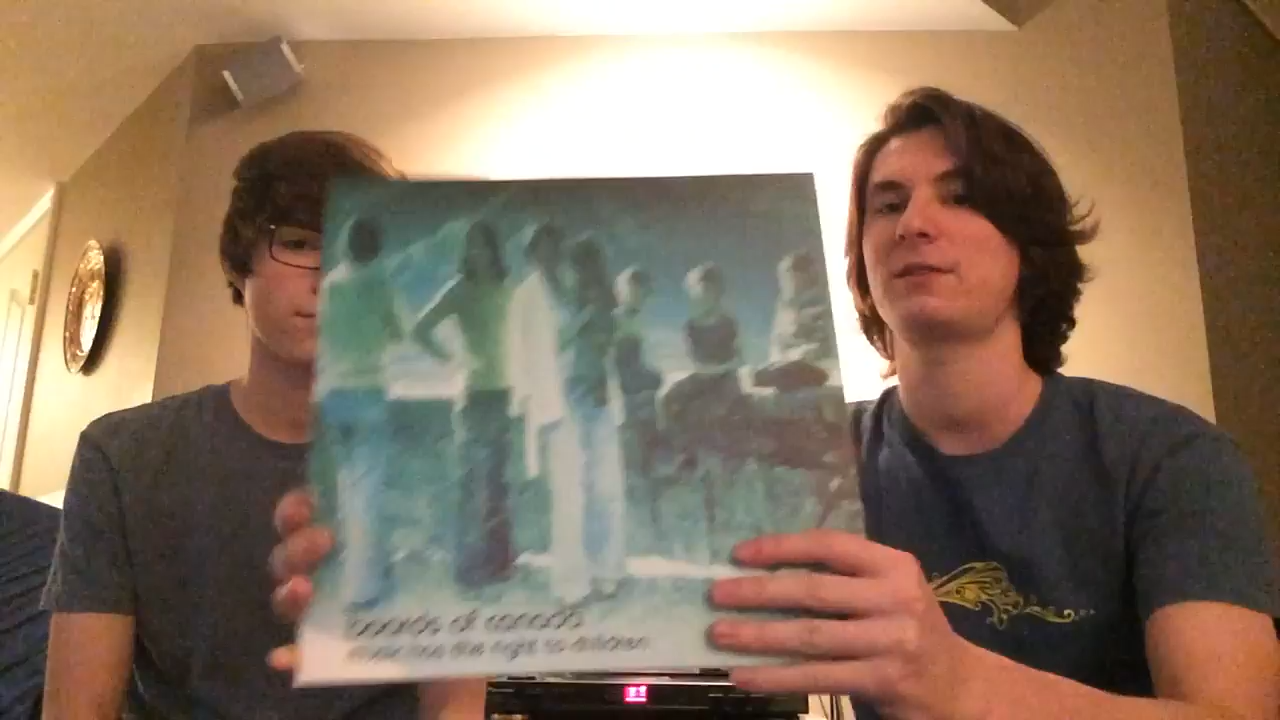 boards of canada
music has the right to children